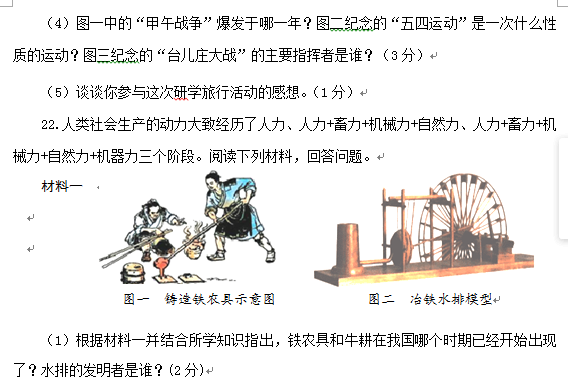 （4）图一中的“甲午战争”爆发于哪一年？图二纪念的“五四运动”是一次什么性
质的运动？图三纪念的“台儿庄大战”的主要指挥者是谁？（3分）
（5）谈谈你参与这次研学旅行活动的感想。（1分）
22.人类社会生产的动力大致经历了人力、人力+畜力+机械力+自然力、人力+畜力+机
械力+自然力+机器力三个阶段。阅读下列材料，回答问题。
材料一
图一 铸造铁农具示意图
图二 冶铁水排模型
（1）根据材料一并结合所学知识指出，铁农具和牛耕在我国哪个时期已经开始出现
了？水排的发明者是谁？(2分)